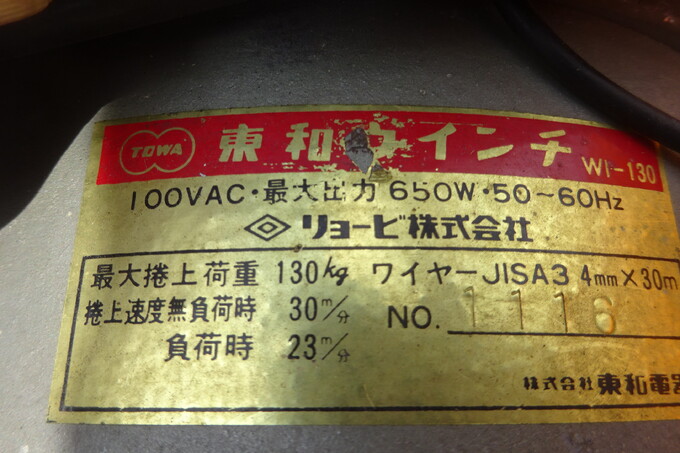 TOWA 東和ウインチ WI-130
100VAC・最大出力 650W・50~60Hz
リョービ株式会社
最大捲上荷重 130kg ワイヤーJISA3 4mm×30m
捲上速度無負荷時 30m/分 NO. 1116
負荷時 23m/分
株式会社 東和電器